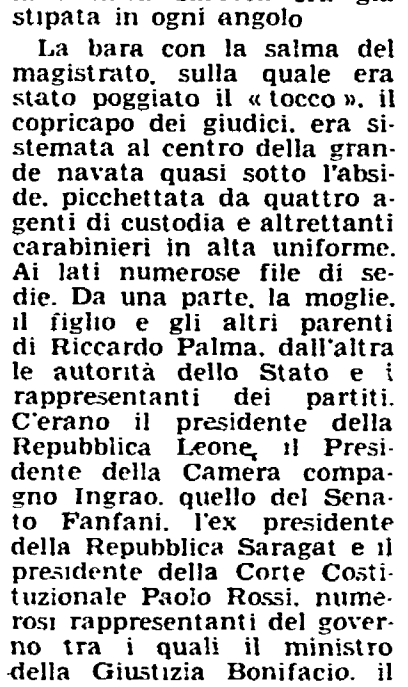 stipata in ogni angolo
La bara con la salma del
magistrato, sulla quale era
stato poggiato il « tocco », il
copricapo dei giudici, era si-
stemata al centro della gran-
de navata quasi sotto l'absi-
de, picchettata da quattro a-
genti di custodia e altrettanti
carabinieri in alta uniforme.
Ai lati numerose file di se-
die. Da una parte, la moglie,
il figlio e gli altri parenti
di Riccardo Palma, dall'altra
le autorità dello Stato e i
rappresentanti dei partiti.
C'erano il presidente della
Repubblica Leone, il Presi-
dente della Camera compa-
gno Ingrao, quello del Sena-
to Fanfani, l'ex presidente
della Repubblica Saragat e il
presidente della Corte Costi-
tuzionale Paolo Rossi, nume-
rosi rappresentanti del gover-
no tra i quali il ministro
della Giustizia Bonifacio, il